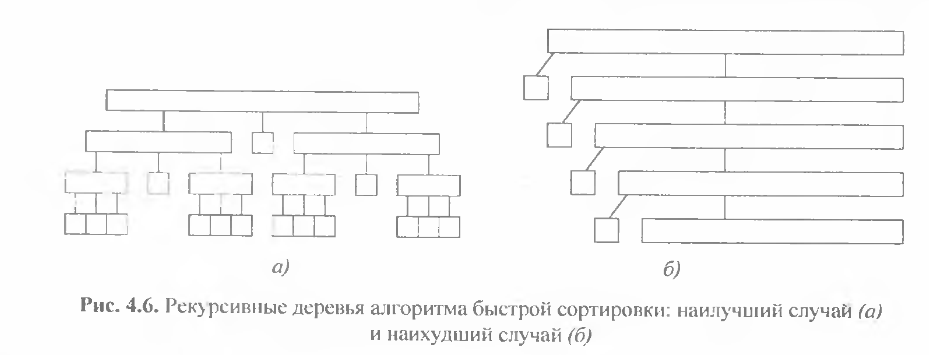 а)
б)
Рис. 4.6. Рекурсивные деревья алгоритма быстрой сортировки: наилучший случай (а)
и наихудший случай (б)